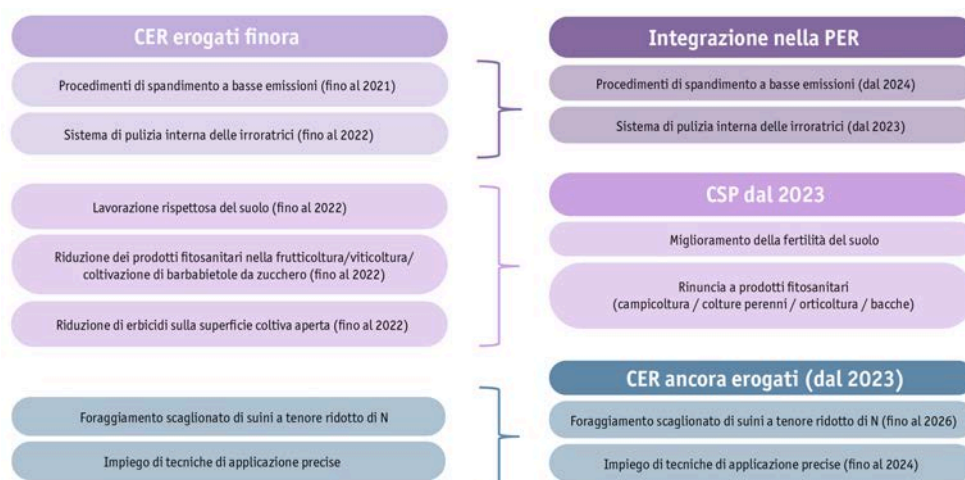 CER erogati finora
Procedimenti di spandimento a basse emissioni (fino al 2021)
Sistema di pulizia interna delle irroratrici (fino al 2022)
Lavorazione rispettosa del suolo (fino al 2022)
Riduzione dei prodotti fitosanitari nella frutticoltura/viticoltura/
coltivazione di barbabietole da zucchero (fino al 2022)
Riduzione di erbicidi sulla superficie coltiva aperta (fino al 2022)
Foraggiamento scaglionato di suini a tenore ridotto di N
Impiego di tecniche di applicazione precise
Integrazione nella PER
Procedimenti di spandimento a basse emissioni (dal 2024)
Sistema di pulizia interna delle irroratrici (dal 2023)
CSP dal 2023
Miglioramento della fertilità del suolo
Rinuncia a prodotti fitosanitari
(campicoltura / colture perenni / orticoltura / bacche)
CER ancora erogati (dal 2023)
Foraggiamento scaglionato di suini a tenore ridotto di N (fino al 2026)
Impiego di tecniche di applicazione precise (fino al 2024)